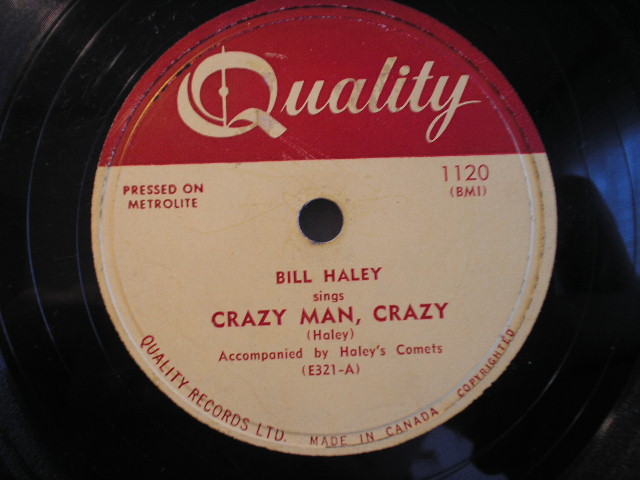 Quality
PRESSED ON
METROLITE
1120
(BMI)
BILL HALEY
sings
CRAZY MAN, CRAZY
(Haley)
Accompanied by Haley's Comets
(E321-A)
QUALITY RECORDS LTD. MADE IN CANADA - COPYRIGHTED